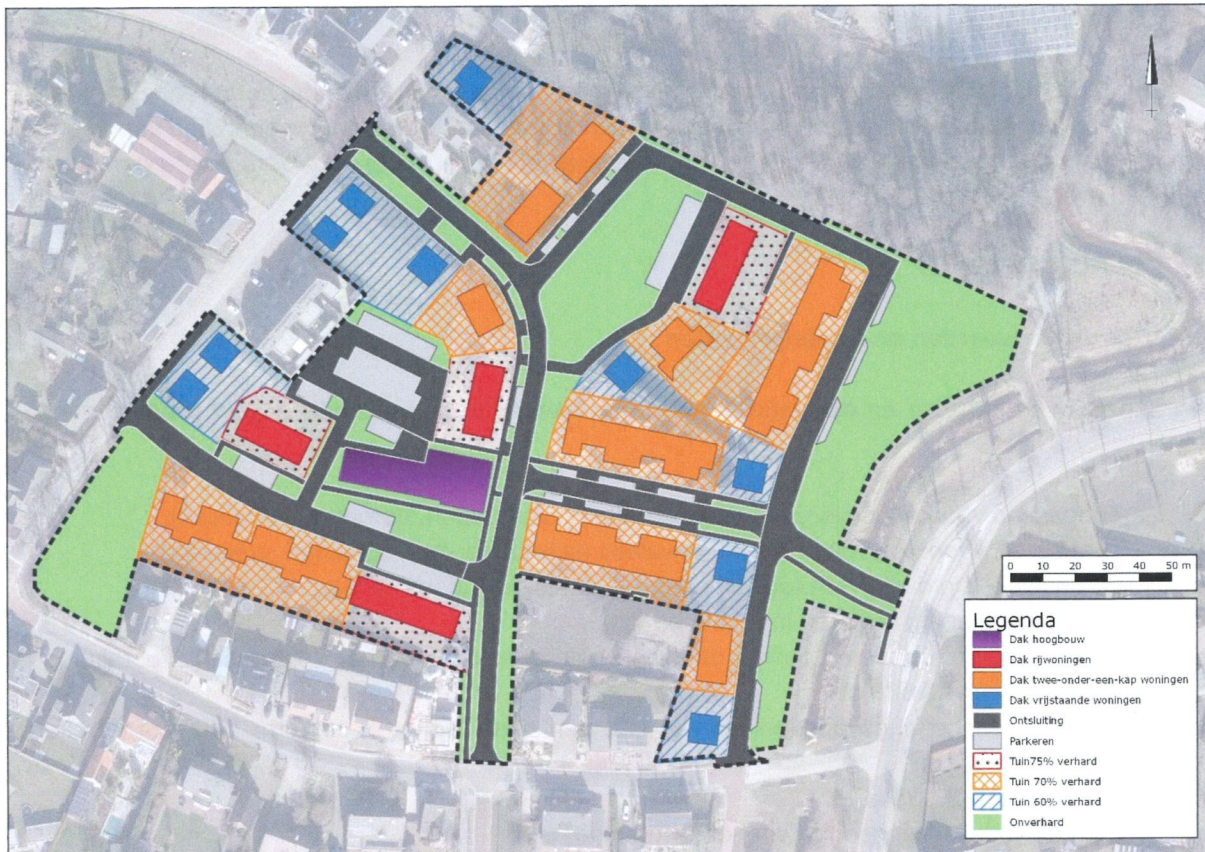 0 10 20 30 40 50 m
Legenda
Dak hoogbouw
Dak rijwoningen
Dak twee-onder-een-kap woningen
Dak vrijstaande woningen
Ontsluiting
Parkeren
Tuin75% verhard
Tuin 70% verhard
Tuin 60% verhard
Onverhard